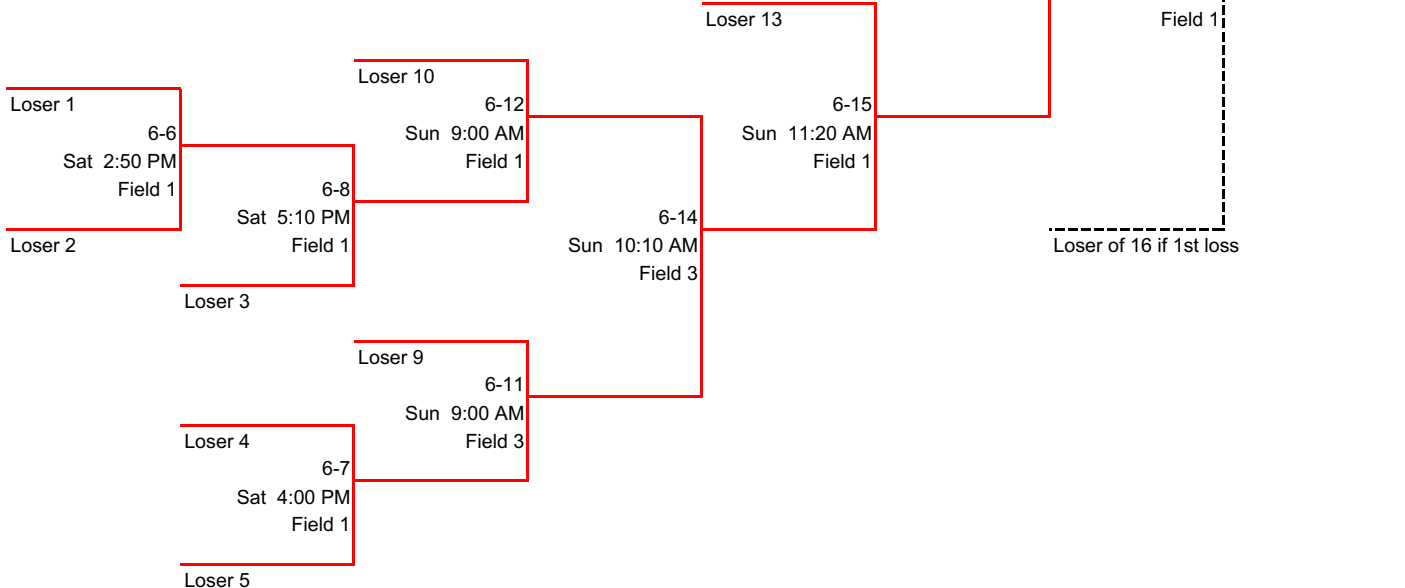 Loser 13
Field 1
Loser 10
Loser 1
6-12
6-15
6-6
Sun 9:00 AM
Sun 11:20 AM
Sat 2:50 PM
Field 1
Field 1
Field 1
6-8
Sat 5:10 PM
6-14
Loser 2
Field 1
Sun 10:10 AM
Loser of 16 if 1st loss
Field 3
Loser 3
Loser 9
6-11
Sun 9:00 AM
Loser 4
Field 3
6-7
Sat 4:00 PM
Field 1
Loser 5